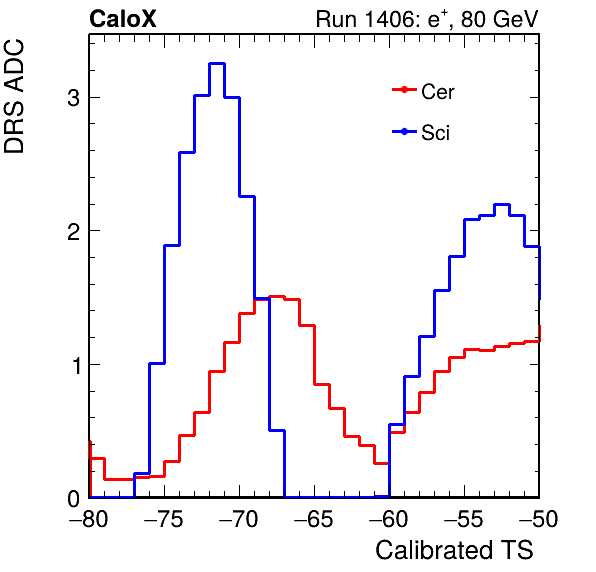 CaloX Run 1406: e⁺, 80 GeV
DRS ADC
Cer
Sci
3
2
1
0
−80 −75 −70 −65 −60 −55 −50
Calibrated TS